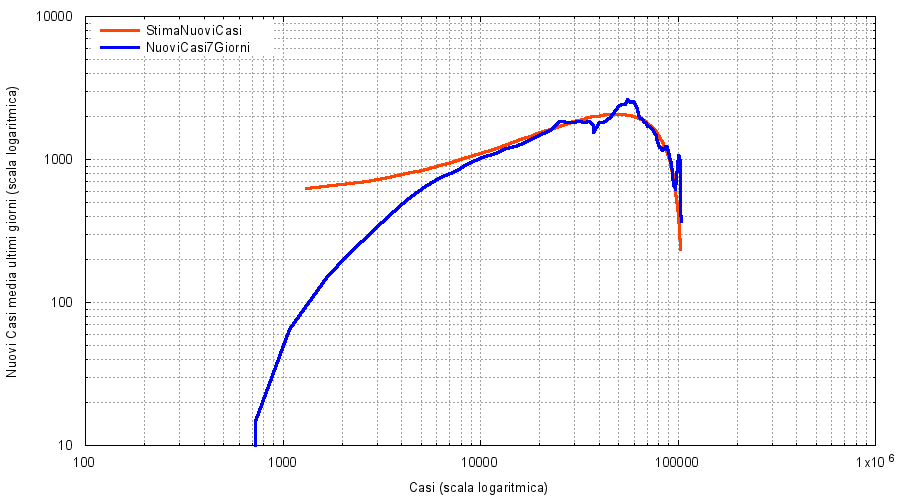 10000
StimaNuoviCasi
NuoviCasi7Giorni
1000
100
10
Nuovi Casi media ultimi giorni (scala logaritmica)
100 1000 10000 100000 1x10 6
Casi (scala logaritmica)